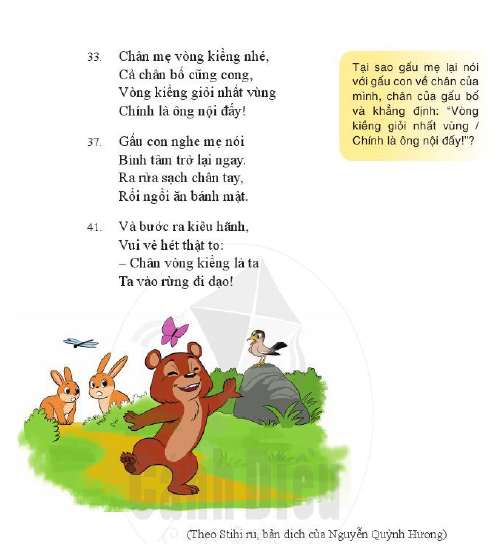 33. Chân mẹ vòng kiềng nhé,
Cả chân bố cũng cong,
Vòng kiềng giỏi nhất vùng
Chính là ông nội đấy!
37. Gấu con nghe mẹ nói
Bình tâm trở lại ngay.
Ra rửa sạch chân tay,
Rồi ngồi ăn bánh mật.
41. Và bước ra kiêu hãnh,
Vui vẻ hét thật to:
– Chân vòng kiềng là ta
Ta vào rừng đi dạo!
Tại sao gấu mẹ lại nói
với gấu con về chân của
mình, chân của gấu bố
và khẳng định: “Vòng
kiềng giỏi nhất vùng /
Chính là ông nội đấy!”?
Cánh Diều
(Theo Stihi ru, bản dịch của Nguyễn Quỳnh Hương)